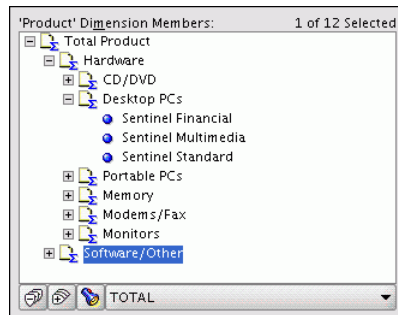 'Product' Dimension Members: 1 of 12 Selected
Total Product
Hardware
CD/DVD
Desktop PCs
Sentinel Financial
Sentinel Multimedia
Sentinel Standard
Portable PCs
Memory
Modems/Fax
Monitors
Software/Other
TOTAL